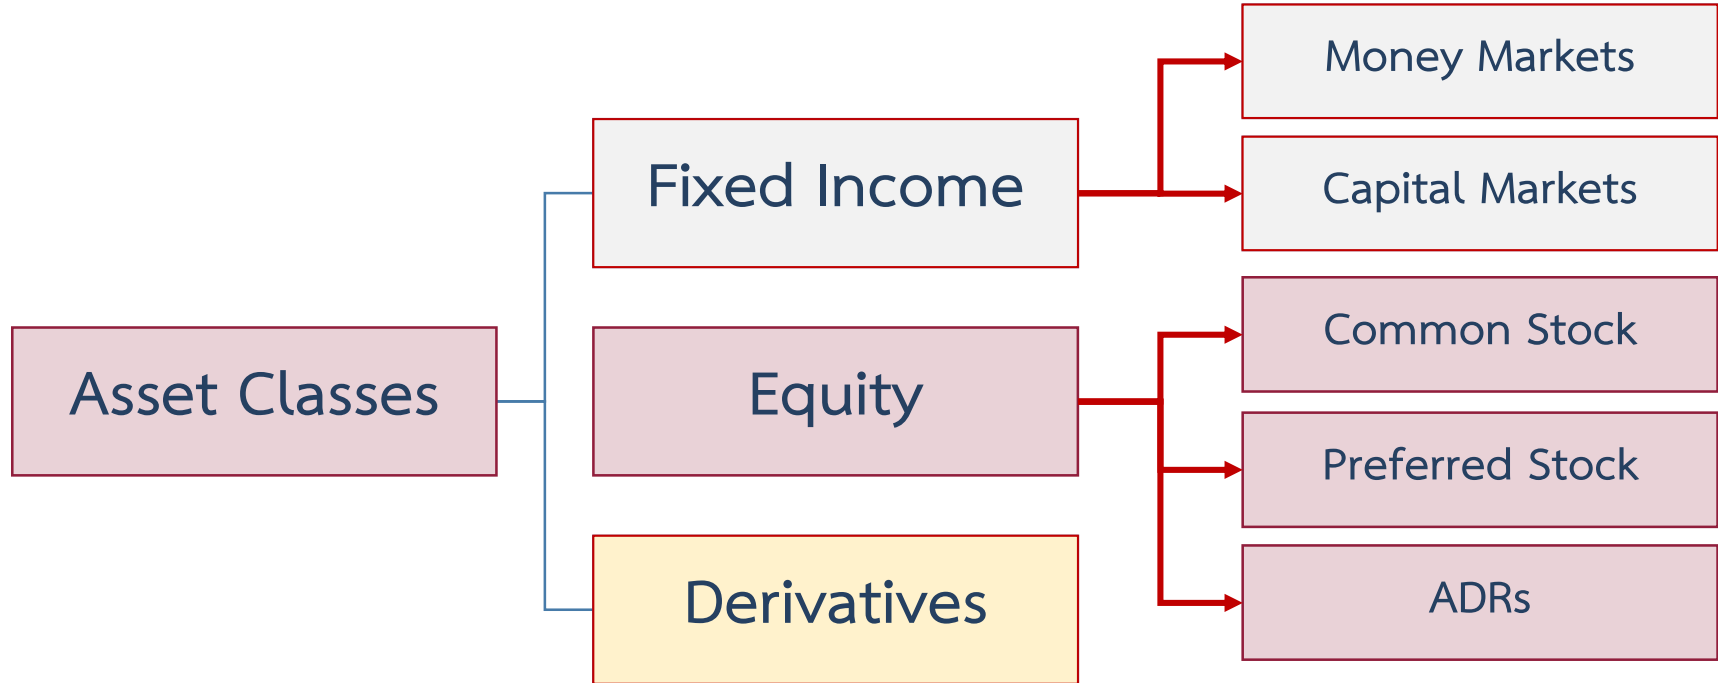 Asset Classes
Fixed Income
Money Markets
Capital Markets
Equity
Common Stock
Preferred Stock
ADRs
Derivatives